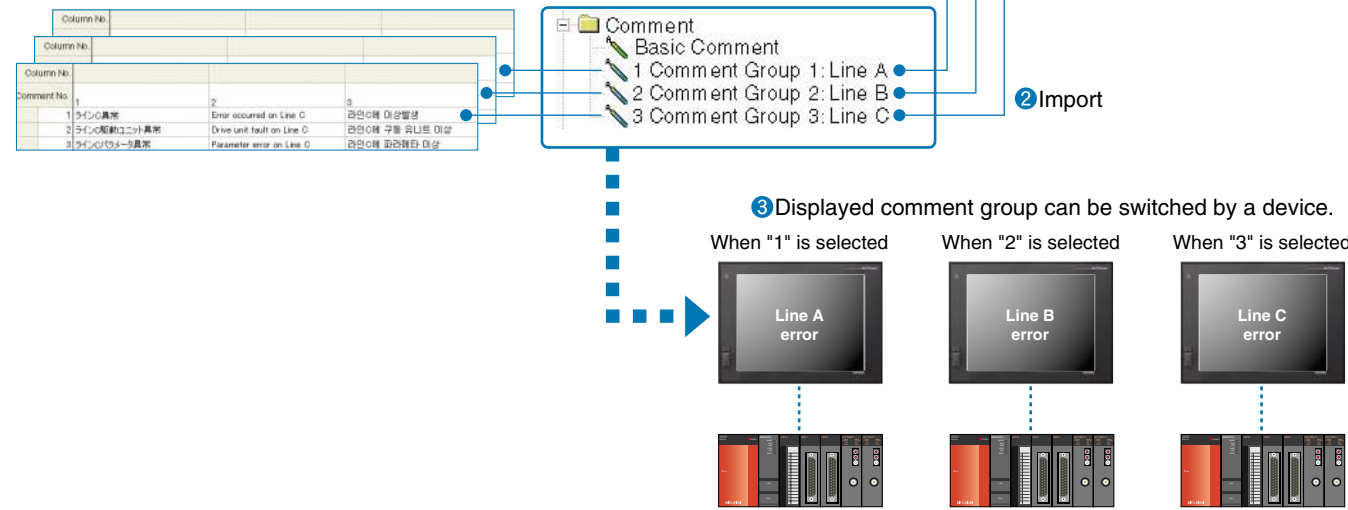 Column No.
Column No.
Column No.
Comment No.
1 2 3
1 ラインC異常 Error occurred on Line C 라인C에 이상발생
2 ラインC駆動ユニット異常 Drive unit fault on Line C 라인C에 구동 유니트 이상
3 ラインCパラメータ異常 Parameter error on Line C 라인C에 파라메타 이상
Comment
Basic Comment
1 Comment Group 1: Line A
2 Comment Group 2: Line B
3 Comment Group 3: Line C
2 Import
3 Displayed comment group can be switched by a device.
When "1" is selected
When "2" is selected
When "3" is selected
Line A
error
Line B
error
Line C
error